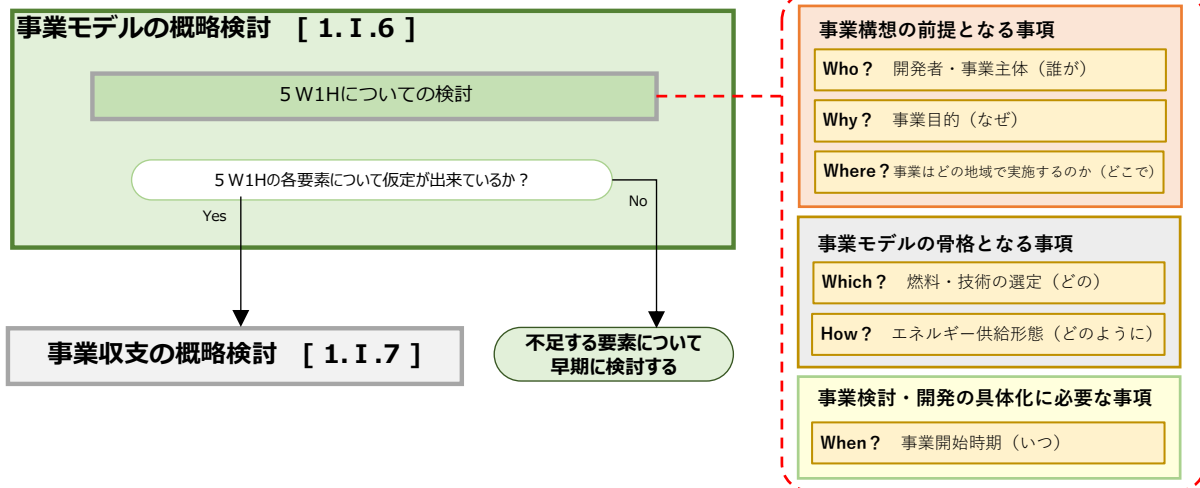 事業モデルの概略検討 [ 1.Ⅰ.6 ]
５W1Hについての検討
５W1Hの各要素について仮定が出来ているか？
Yes
No
事業収支の概略検討 [ 1.Ⅰ.7 ]
不足する要素について
早期に検討する
事業構想の前提となる事項
Who？ 開発者・事業主体（誰が）
Why？ 事業目的（なぜ）
Where？事業はどの地域で実施するのか（どこで）
事業モデルの骨格となる事項
Which？ 燃料・技術の選定（どの）
How？ エネルギー供給形態（どのように）
事業検討・開発の具体化に必要な事項
When？ 事業開始時期（いつ）